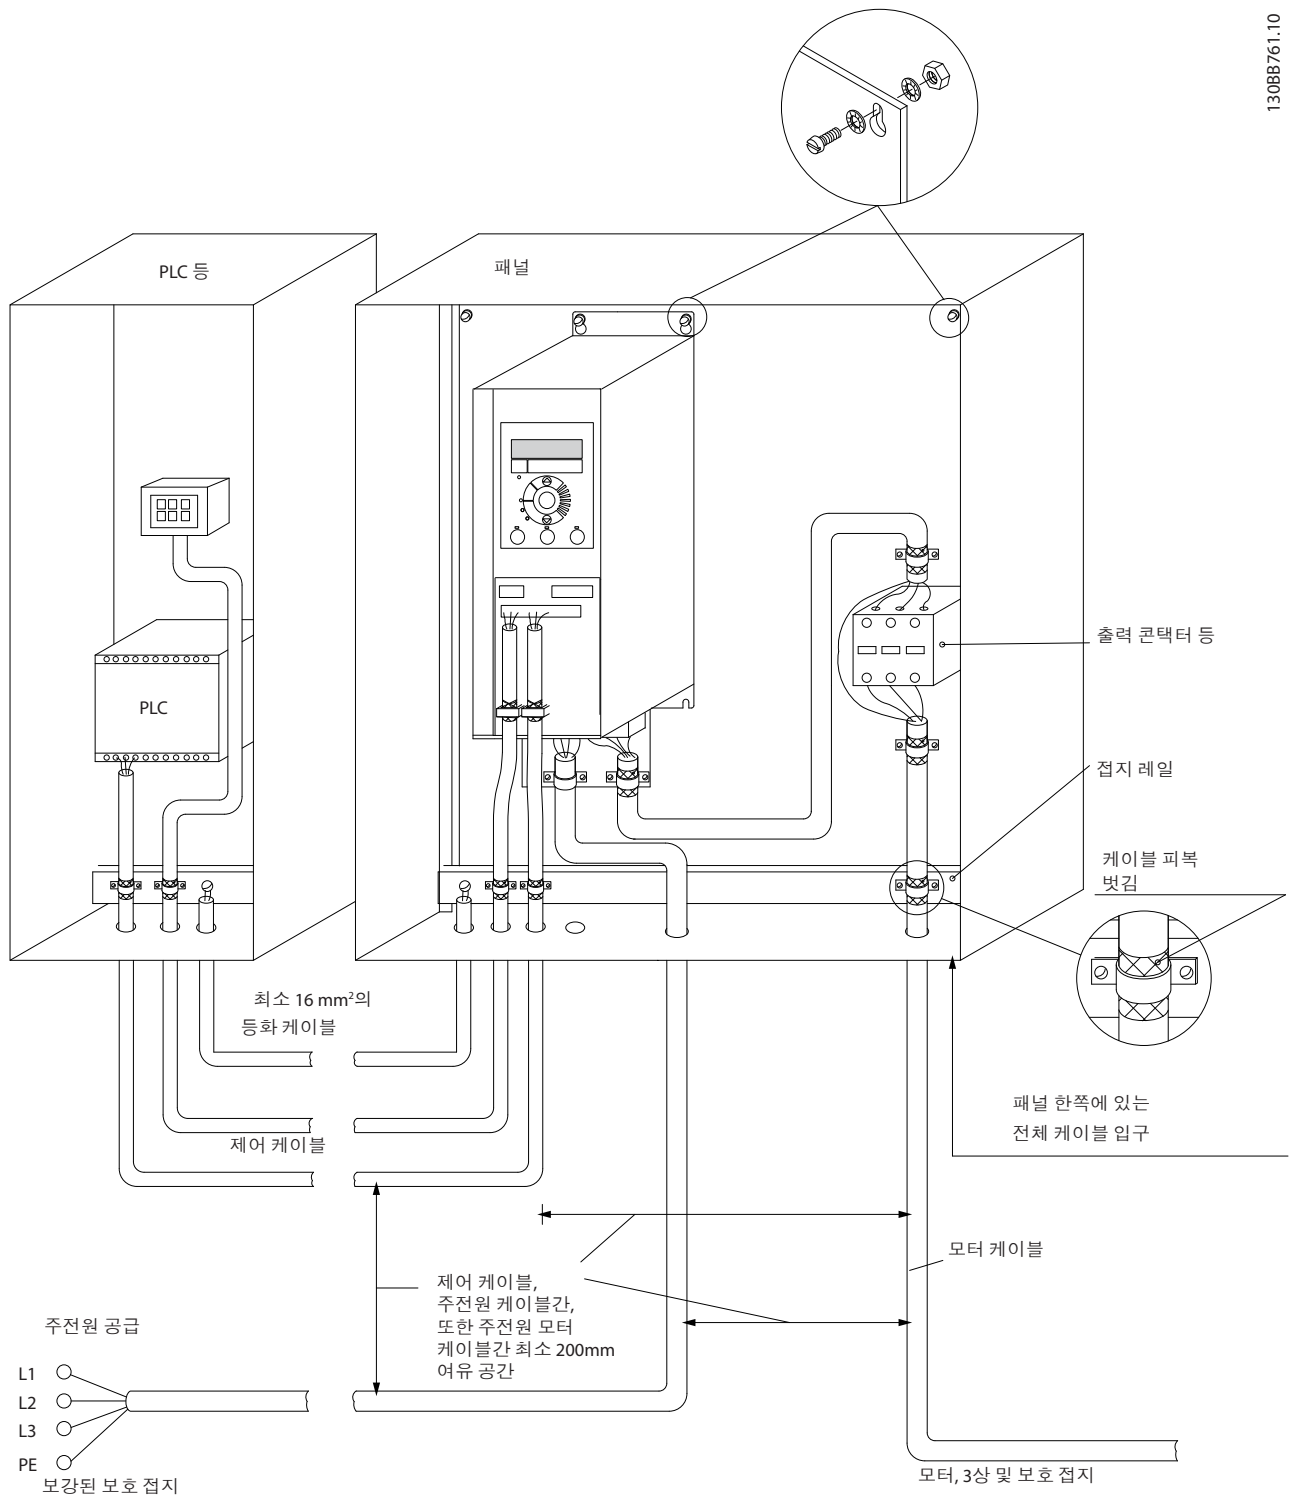 130BB761.10
PLC 등
패널
PLC
출력 콘택터 등
접지 레일
케이블 피복
벗김
최소 16 mm²의
등화 케이블
제어 케이블
패널 한쪽에 있는
전체 케이블 입구
모터 케이블
제어 케이블,
주전원 케이블간,
또한 주전원 모터
케이블간 최소 200mm
여유 공간
주전원 공급
L1
L2
L3
PE
보강된 보호 접지
모터, 3상 및 보호 접지